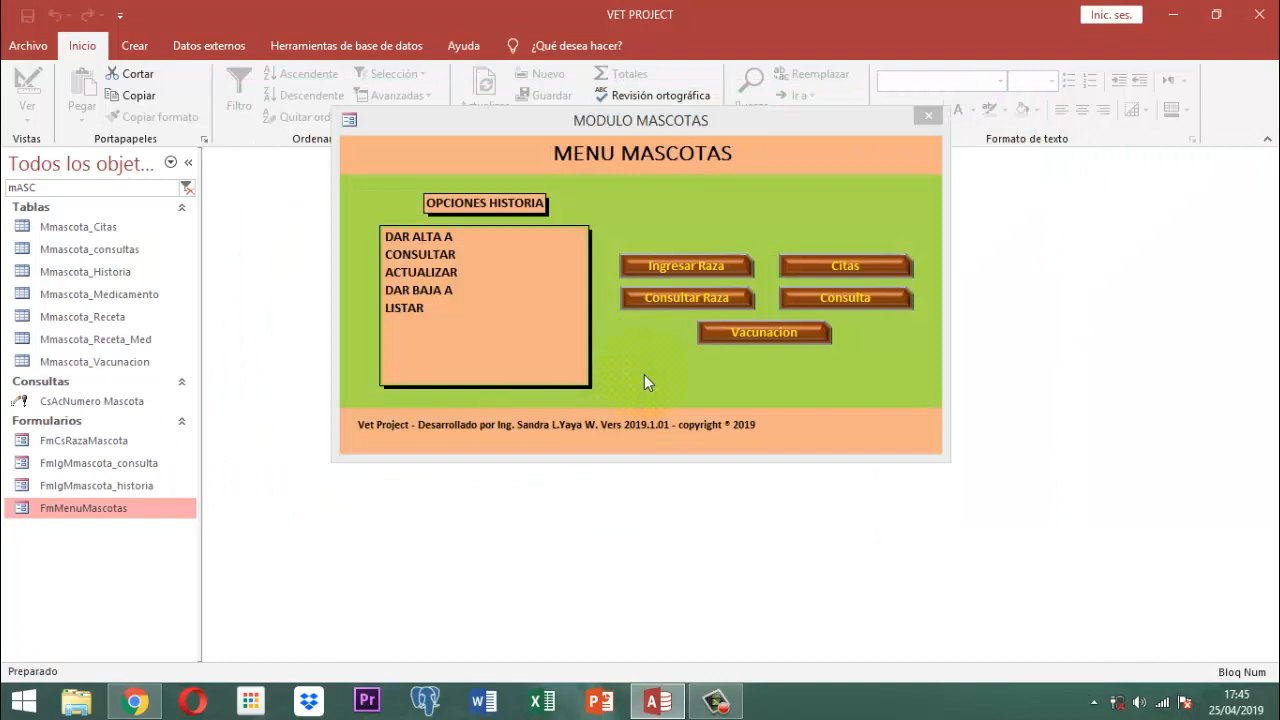 VET PROJECT
Inic. ses.
Archivo
Inicio
Crear
Datos externos
Herramientas de base de datos
Ayuda
¿Qué desea hacer?
Ver
Vistas
Pegar
Cortar
Copiar
Copiar formato
Portapapeles
Filtro
Ascendente
Descendente
Quitar ord
Selección
Avanzadas
Ordenar
Nuevo
Guardar
Totales
Revisión ortográfica
Reemplazar
Ir a
Formato de texto
Todos los objet...
mASC
Tablas
Mmascota_Citas
Mmascota_consultas
Mmascota_Historia
Mmascota_Medicamento
Mmascota_Receta
Mmascota_Receta_Med
Mmascota_Vacunacion
Consultas
CsAcNumero Mascota
Formularios
FmCsRazaMascota
FmIgMmascota_consulta
FmIgMmascota_historia
FmMenuMascotas
MODULO MASCOTAS
MENU MASCOTAS
OPCIONES HISTORIA
DAR ALTA A
CONSULTAR
ACTUALIZAR
DAR BAJA A
LISTAR
Ingresar Raza
Citas
Consultar Raza
Consulta
Vacunacion
Vet Project - Desarrollado por Ing. Sandra L.Yaya W. Vers 2019.1.01 - copyright ® 2019
Preparado
Bloq Num
17:45
25/04/2019